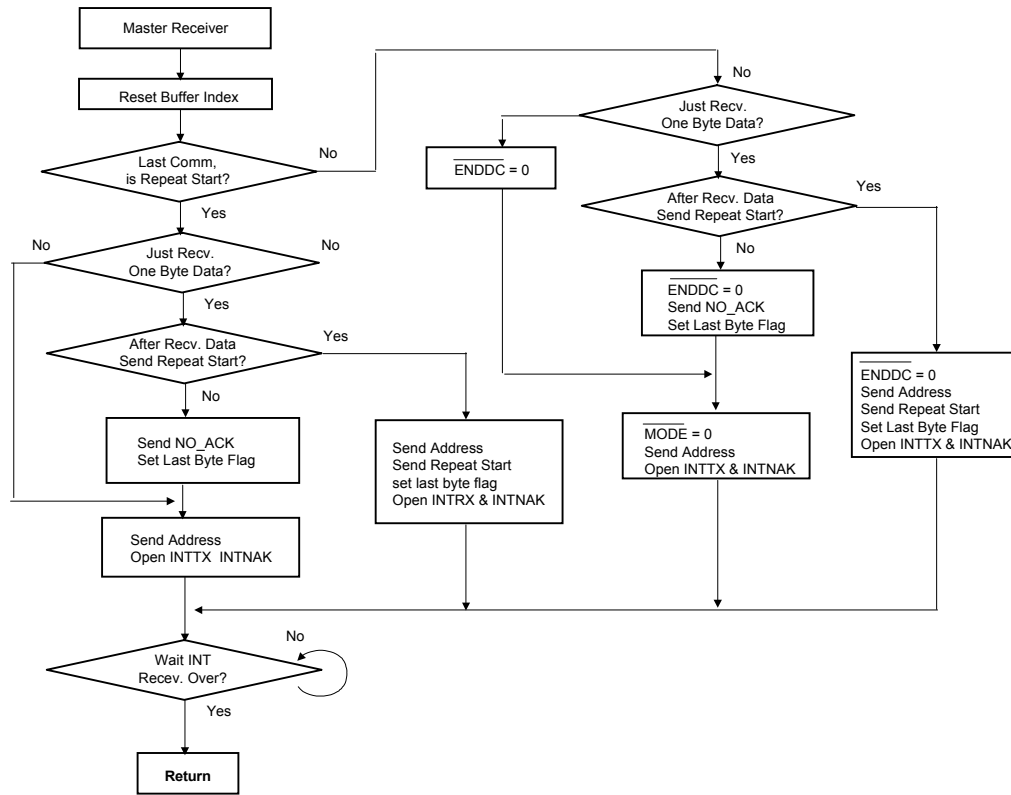 Master Receiver
Reset Buffer Index
Last Comm,
is Repeat Start?
No
Yes
No
Just Recv.
One Byte Data?
No
Yes
After Recv. Data
Send Repeat Start?
Yes
No
Send NO_ACK
Set Last Byte Flag
Send Address
Open INTTX INTNAK
Send Address
Send Repeat Start
set last byte flag
Open INTRX & INTNAK
No
Just Recv.
One Byte Data?
Yes
ENDDC = 0
After Recv. Data
Send Repeat Start?
Yes
No
ENDDC = 0
Send NO_ACK
Set Last Byte Flag
MODE = 0
Send Address
Open INTTX & INTNAK
ENDDC = 0
Send Address
Send Repeat Start
Set Last Byte Flag
Open INTTX & INTNAK
No
Wait INT
Recev. Over?
Yes
Return